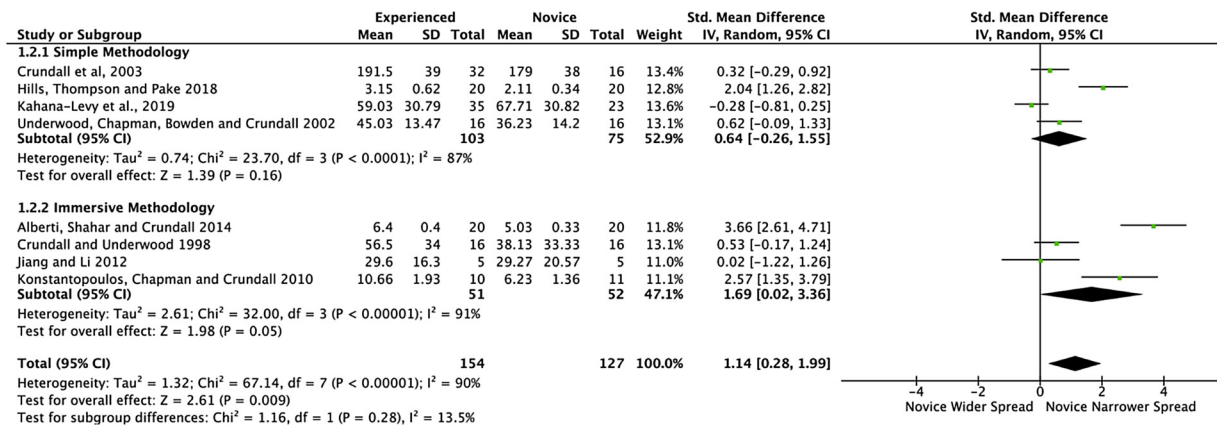 Experienced Novice Std. Mean Difference Std. Mean Difference
Study or Subgroup Mean SD Total Mean SD Total Weight IV, Random, 95% CI IV, Random, 95% CI
1.2.1 Simple Methodology
Crundall et al, 2003 191.5 39 32 179 38 16 13.4% 0.32 [-0.29, 0.92]
Hills, Thompson and Pake 2018 3.15 0.62 20 2.11 0.34 20 12.8% 2.04 [1.26, 2.82]
Kahana-Levy et al., 2019 59.03 30.79 35 67.71 30.82 23 13.6% -0.28 [-0.81, 0.25]
Underwood, Chapman, Bowden and Crundall 2002 45.03 13.47 16 36.23 14.2 16 13.1% 0.62 [-0.09, 1.33]
Subtotal (95% CI) 103 75 52.9% 0.64 [-0.26, 1.55]
Heterogeneity: Tau² = 0.74; Chi² = 23.70, df = 3 (P < 0.0001); I² = 87%
Test for overall effect: Z = 1.39 (P = 0.16)
1.2.2 Immersive Methodology
Alberti, Shahar and Crundall 2014 6.4 0.4 20 5.03 0.33 20 11.8% 3.66 [2.61, 4.71]
Crundall and Underwood 1998 56.5 34 16 38.13 33.33 16 13.1% 0.53 [-0.17, 1.24]
Jiang and Li 2012 29.6 16.3 5 29.27 20.57 5 11.0% 0.02 [-1.22, 1.26]
Konstantopoulos, Chapman and Crundall 2010 10.66 1.93 10 6.23 1.36 11 11.1% 2.57 [1.35, 3.79]
Subtotal (95% CI) 51 52 47.1% 1.69 [0.02, 3.36]
Heterogeneity: Tau² = 2.61; Chi² = 32.00, df = 3 (P < 0.00001); I² = 91%
Test for overall effect: Z = 1.98 (P = 0.05)
Total (95% CI) 154 127 100.0% 1.14 [0.28, 1.99]
Heterogeneity: Tau² = 1.32; Chi² = 67.14, df = 7 (P < 0.00001); I² = 90%
Test for overall effect: Z = 2.61 (P = 0.009)
Test for subgroup differences: Chi² = 1.16, df = 1 (P = 0.28), I² = 13.5%
-4 -2 0 2 4
Novice Wider Spread Novice Narrower Spread